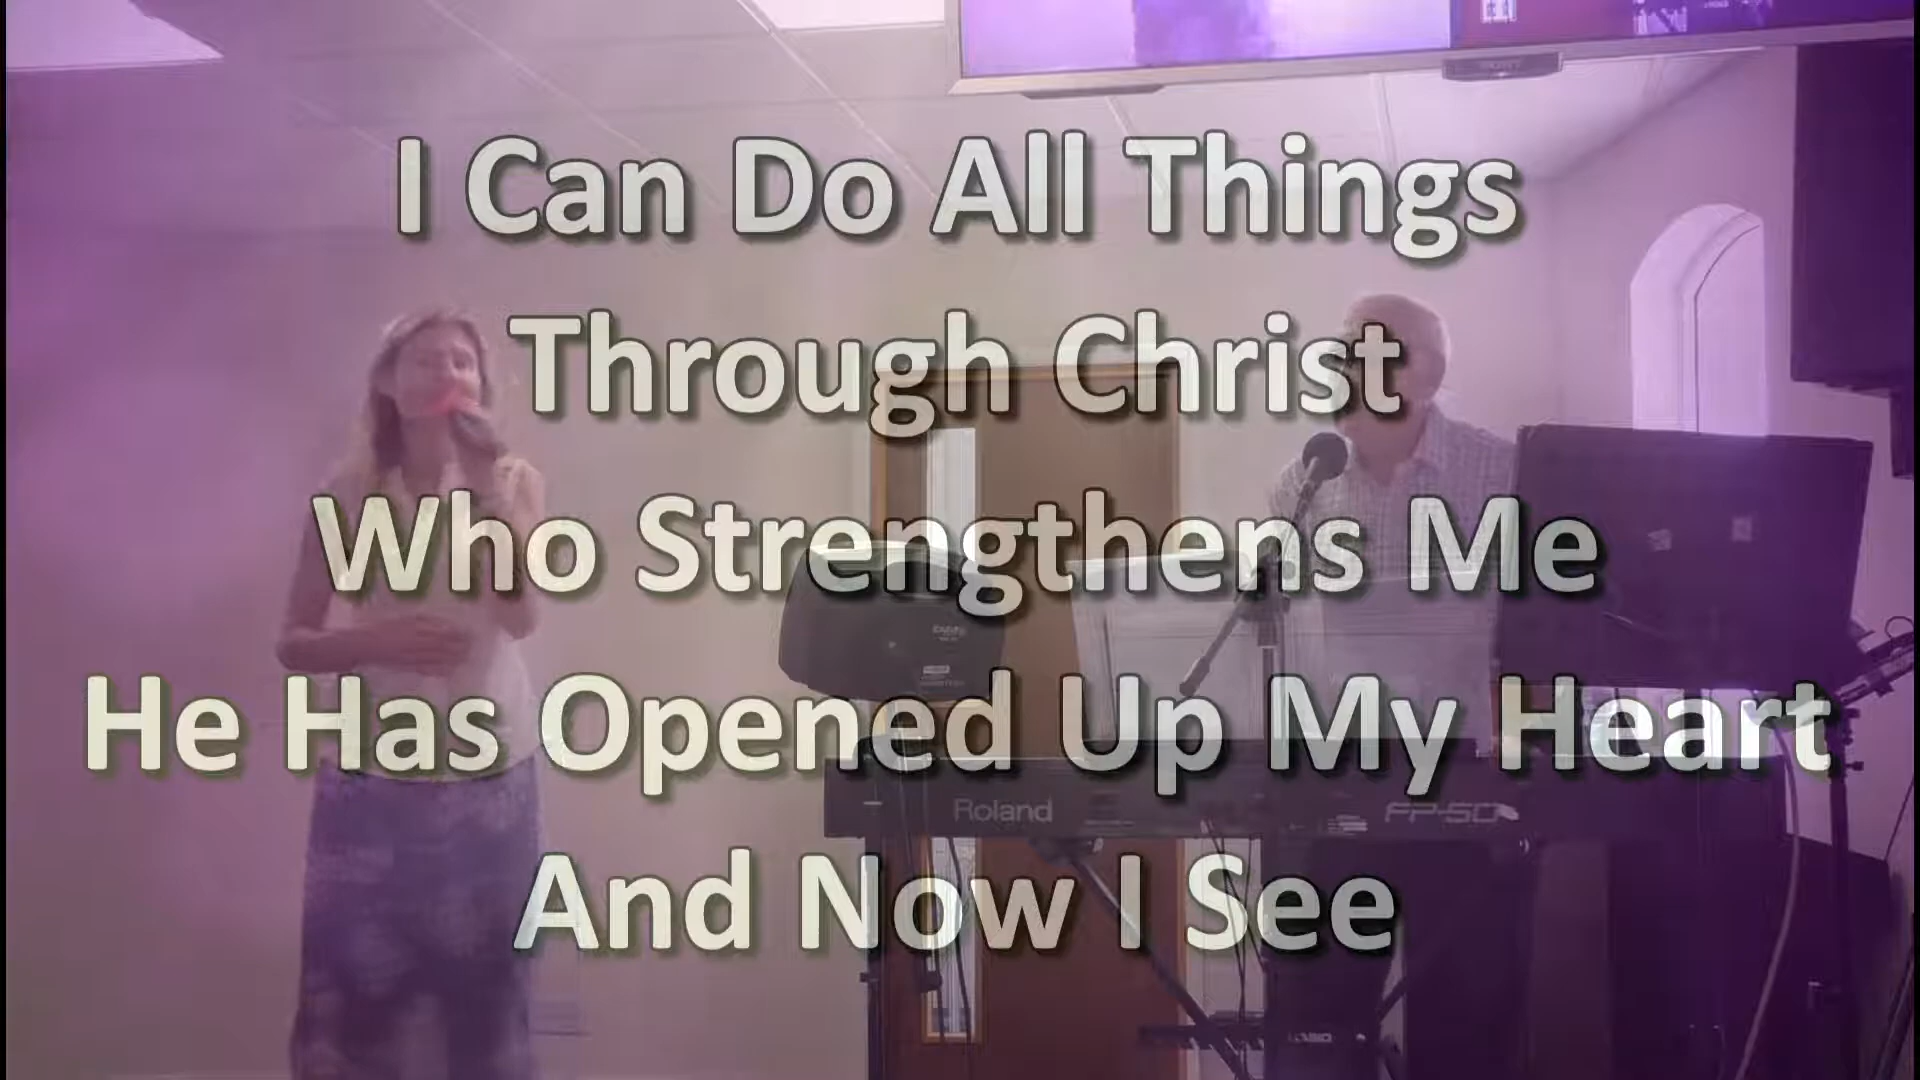 I Can Do All Things
Through Christ
Who Strengthens Me
He Has Opened Up My Heart
Roland FP-50
And Now I See